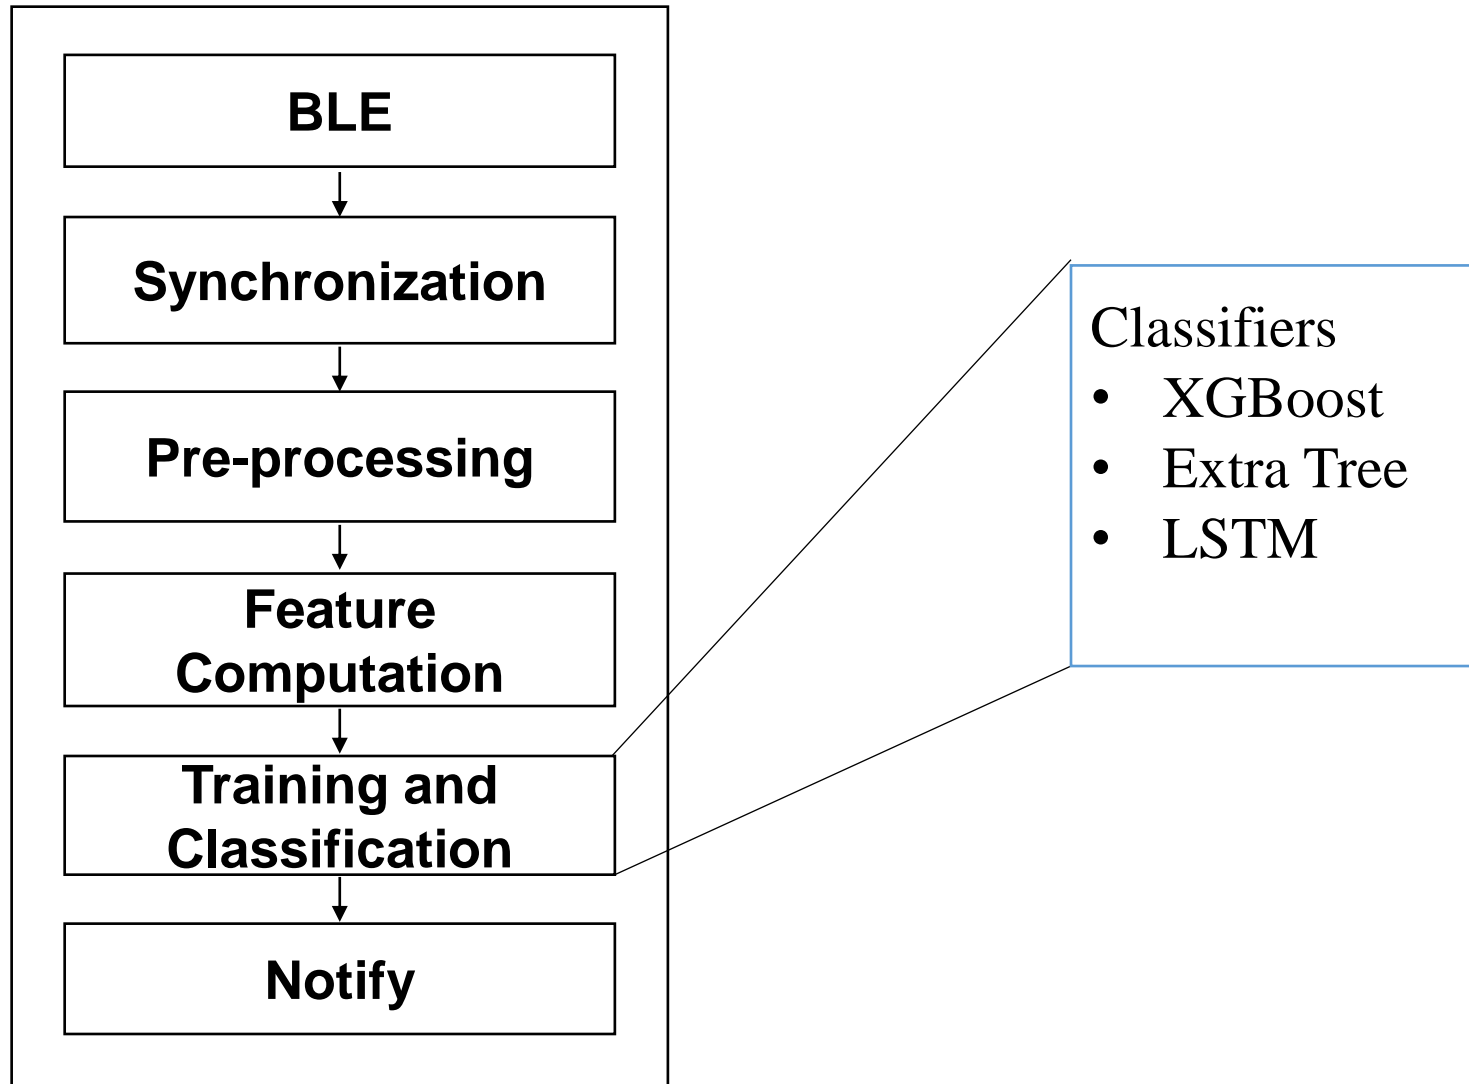 BLE
Synchronization
Pre-processing
Feature
Computation
Training and
Classification
Notify
Classifiers
• XGBoost
• Extra Tree
• LSTM